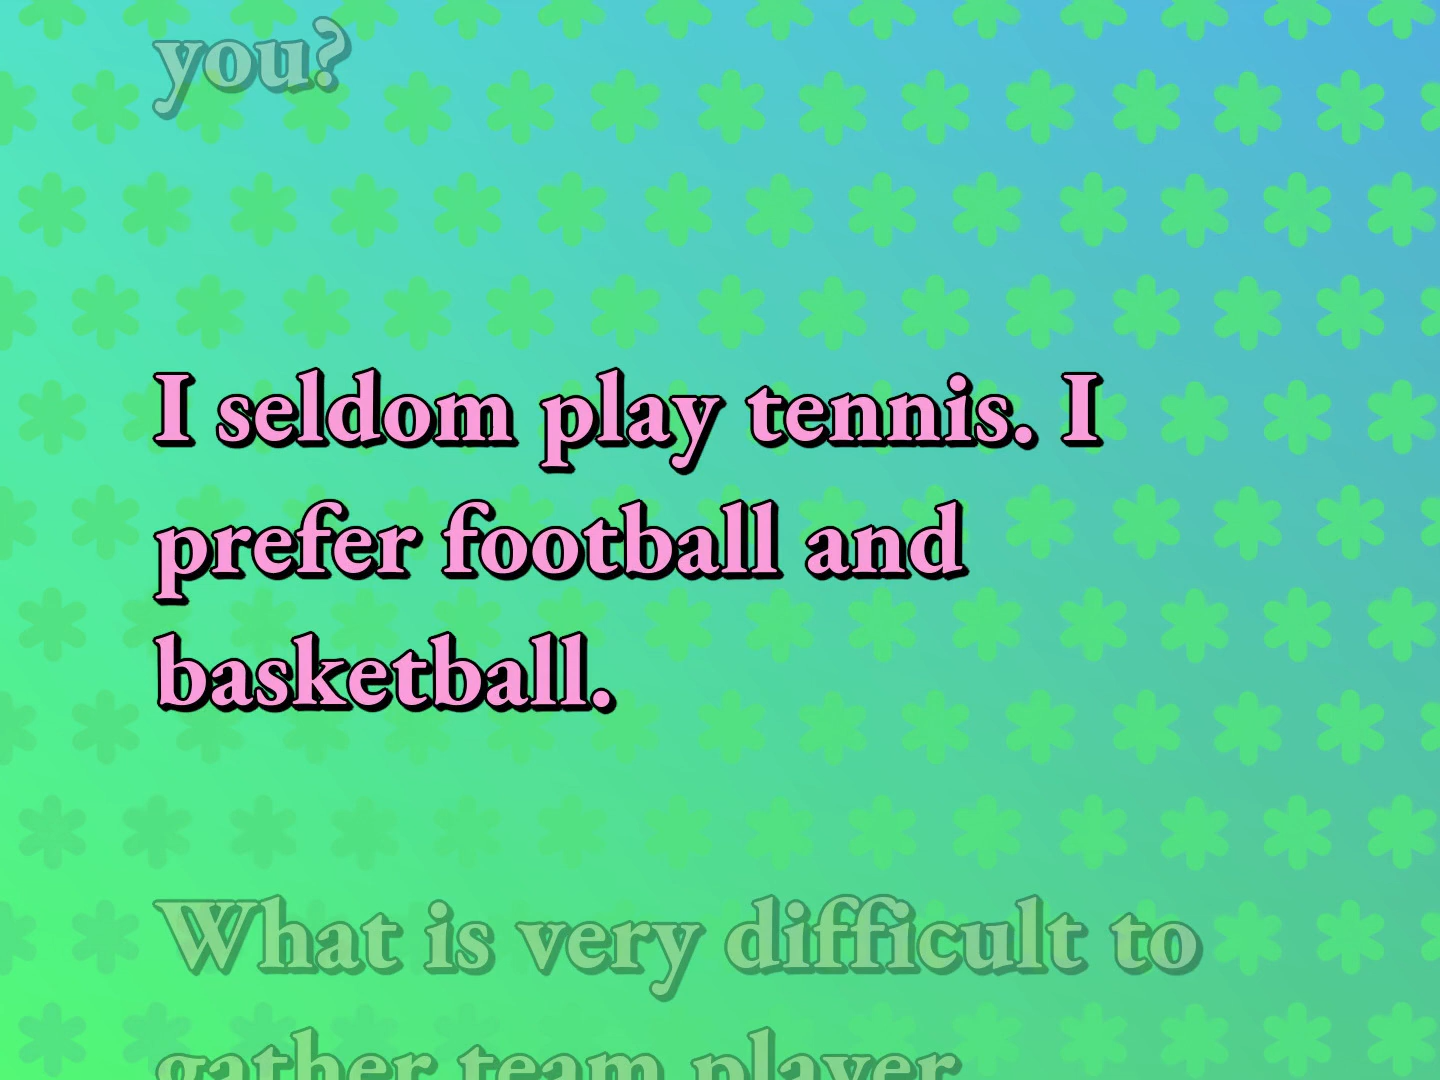 you?
I seldom play tennis. I
prefer football and
basketball.
What is very difficult to
gather team player